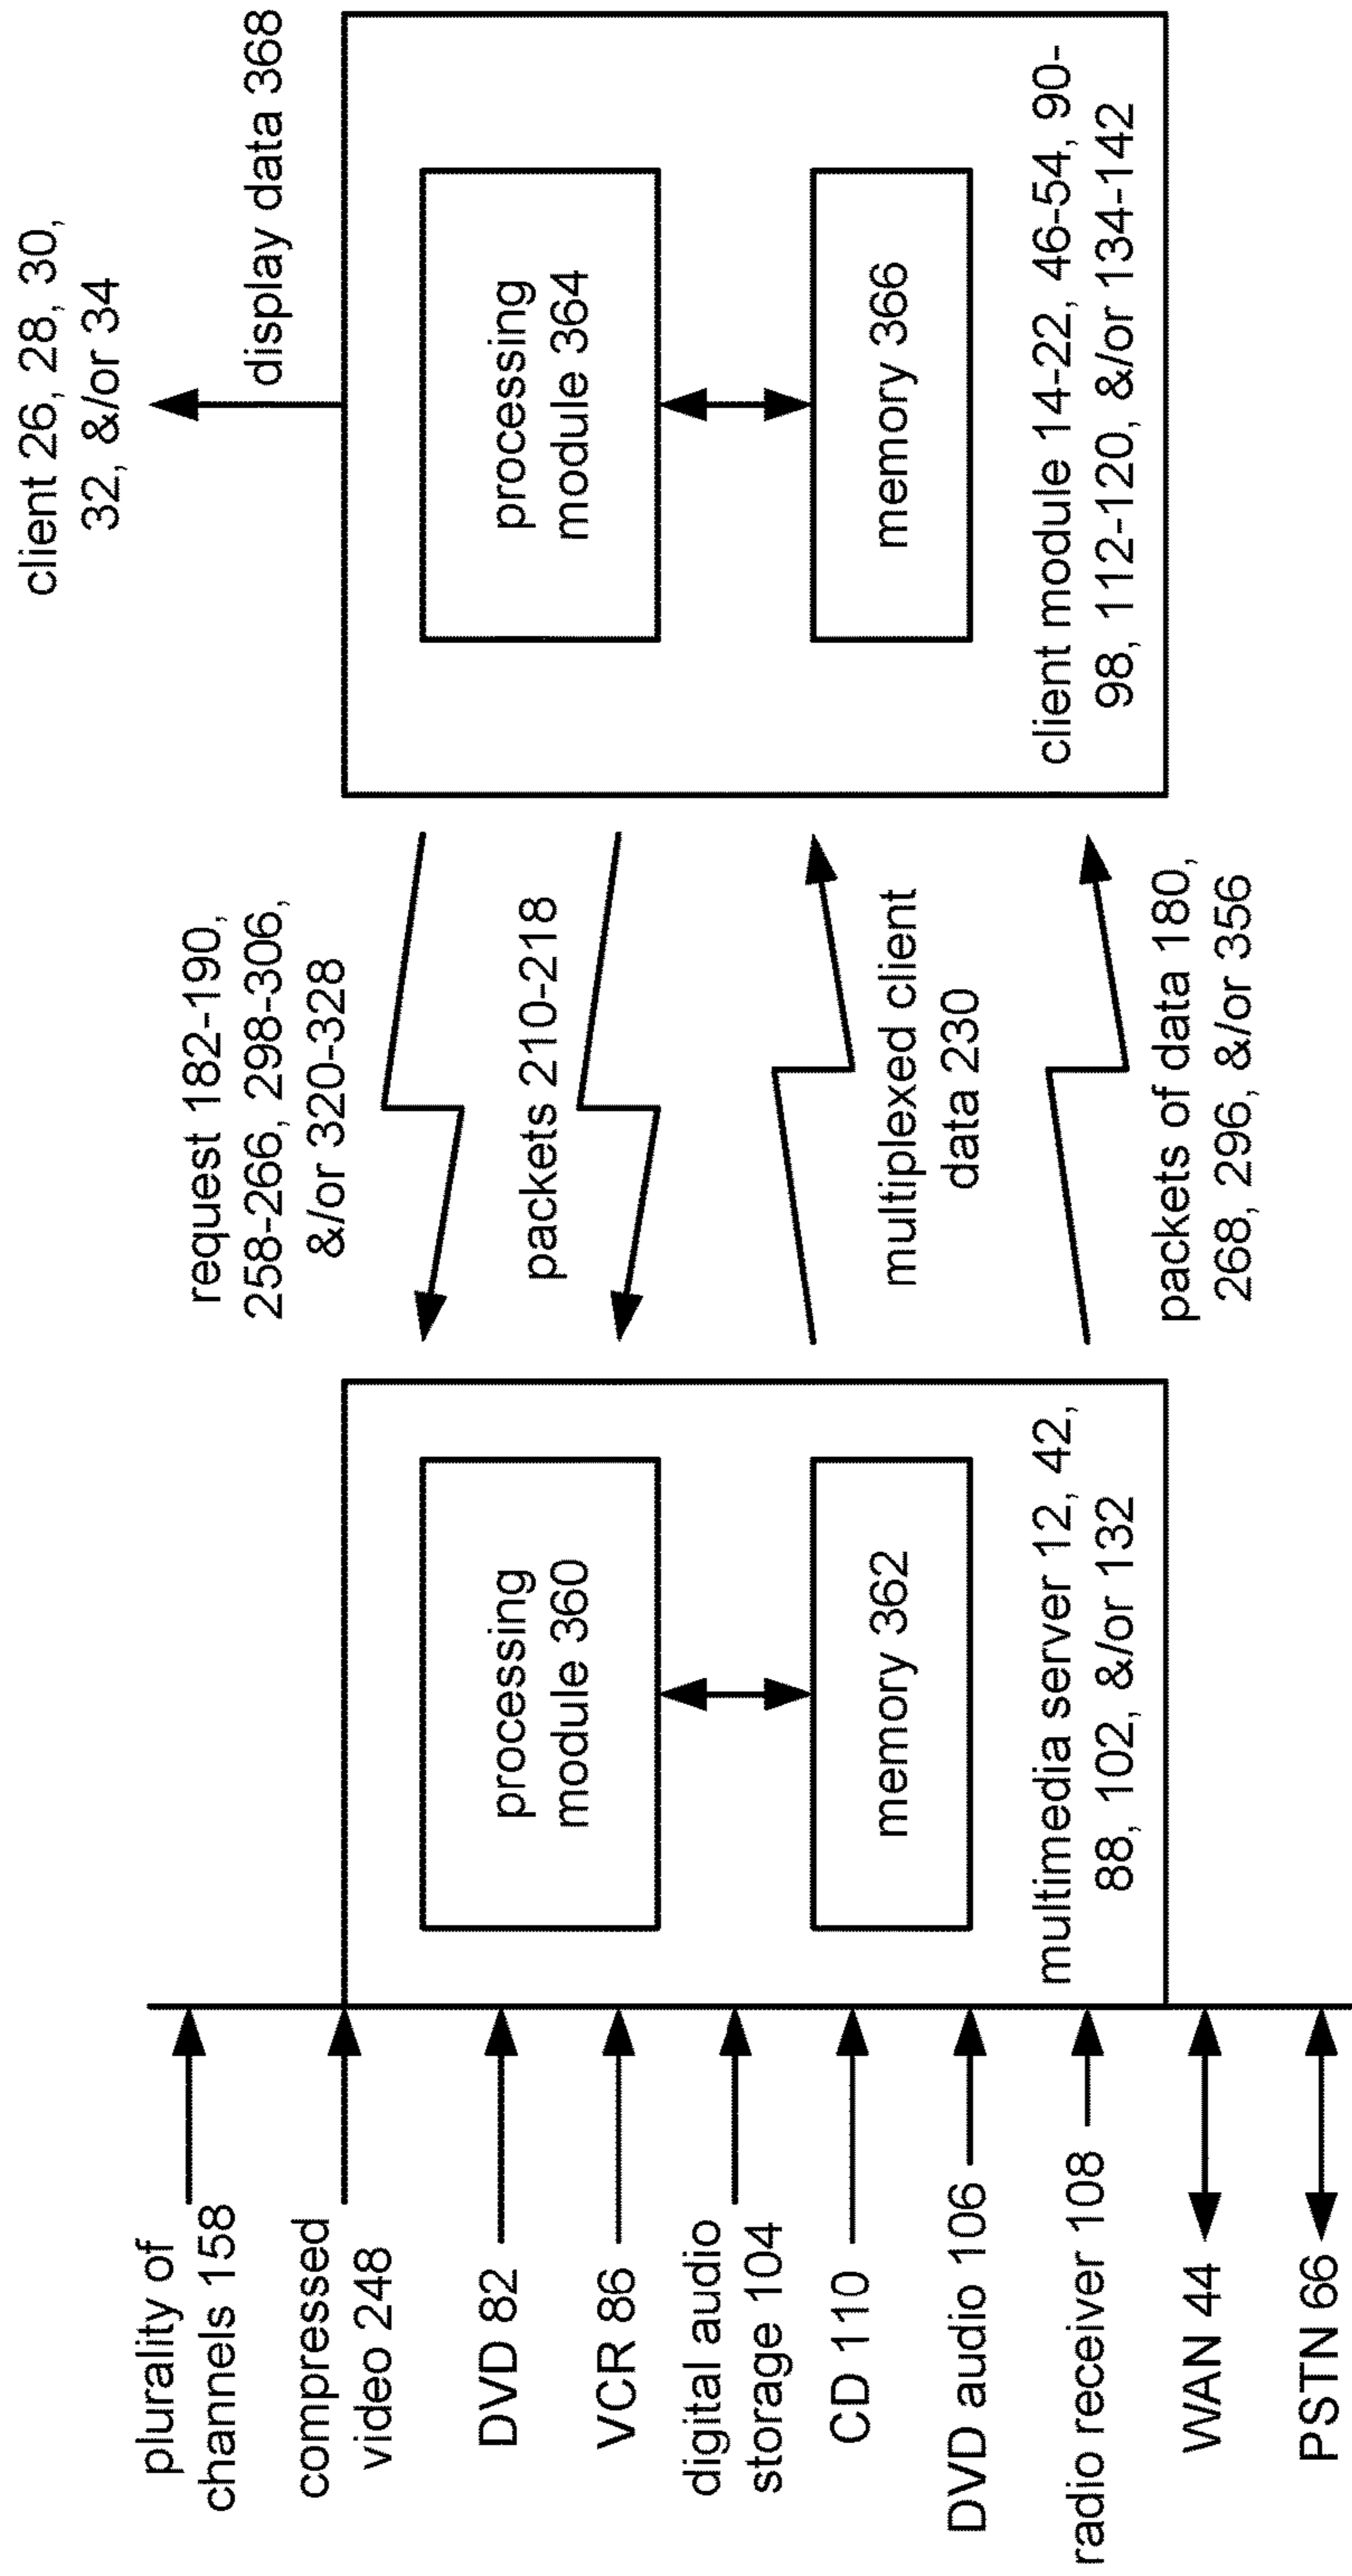 plurality of
channels 158
compressed
video 248
DVD 82
VCR 86
digital audio
storage 104
CD 110
DVD audio 106
radio receiver 108
WAN 44
PSTN 66
processing
module 360
memory 362
multimedia server 12, 42,
88, 102, &/or 132
request 182-190,
258-266, 298-306,
&/or 320-328
packets 210-218
multiplexed client
data 230
packets of data 180,
268, 296, &/or 356
client 26, 28, 30,
32, &/or 34
display data 368
processing
module 364
memory 366
client module 14-22, 46-54, 90-
98, 112-120, &/or 134-142